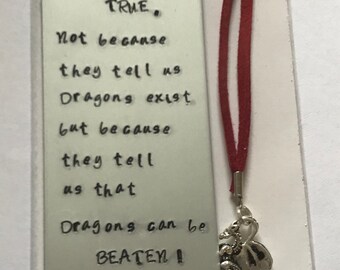 TRUE.
Not because
they tell us
Dragons exist
but because
they tell
us that
Dragons can be
BEATEN!